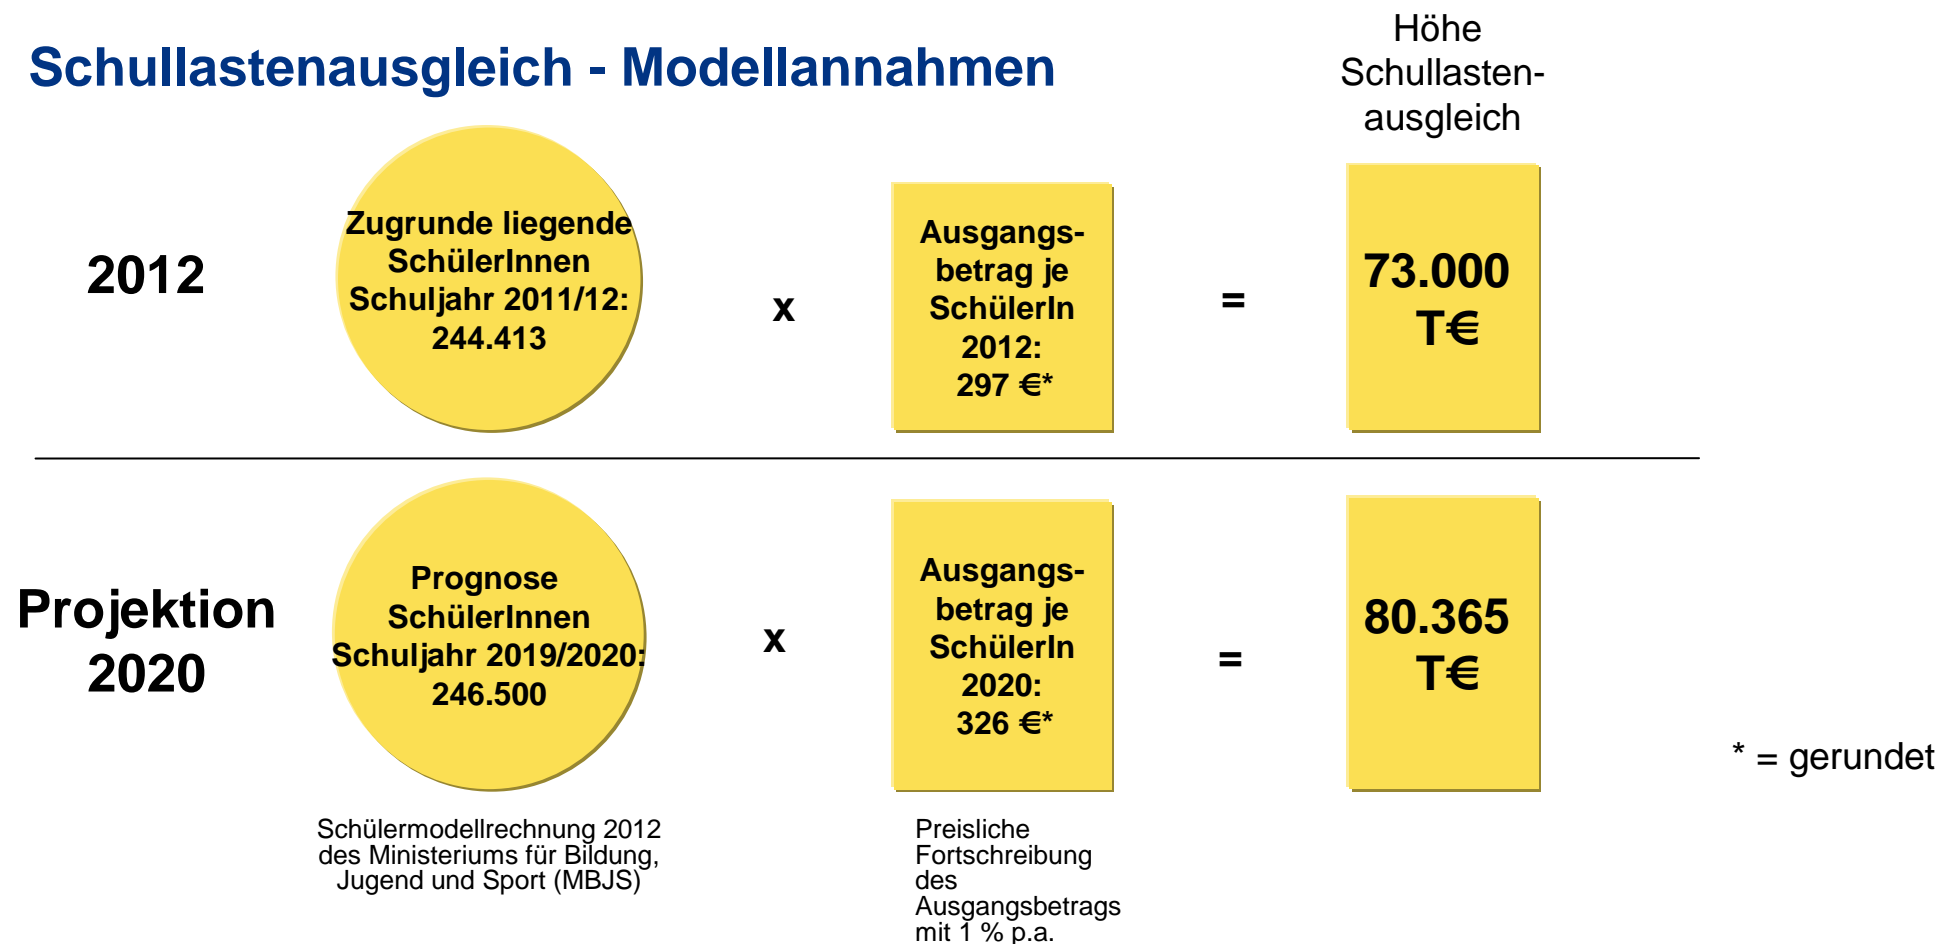 Schullastenausgleich - Modellannahmen
Höhe
Schullasten-
ausgleich
2012
Zugrunde liegende
SchülerInnen
Schuljahr 2011/12:
244.413
x
Ausgangs-
betrag je
SchülerIn
2012:
297 €*
=
73.000
T€
Projektion
2020
Prognose
SchülerInnen
Schuljahr 2019/2020:
246.500
x
Ausgangs-
betrag je
SchülerIn
2020:
326 €*
=
80.365
T€
* = gerundet
Schülermodellrechnung 2012
des Ministeriums für Bildung,
Jugend und Sport (MBJS)
Preisliche
Fortschreibung
des
Ausgangsbetrags
mit 1 % p.a.